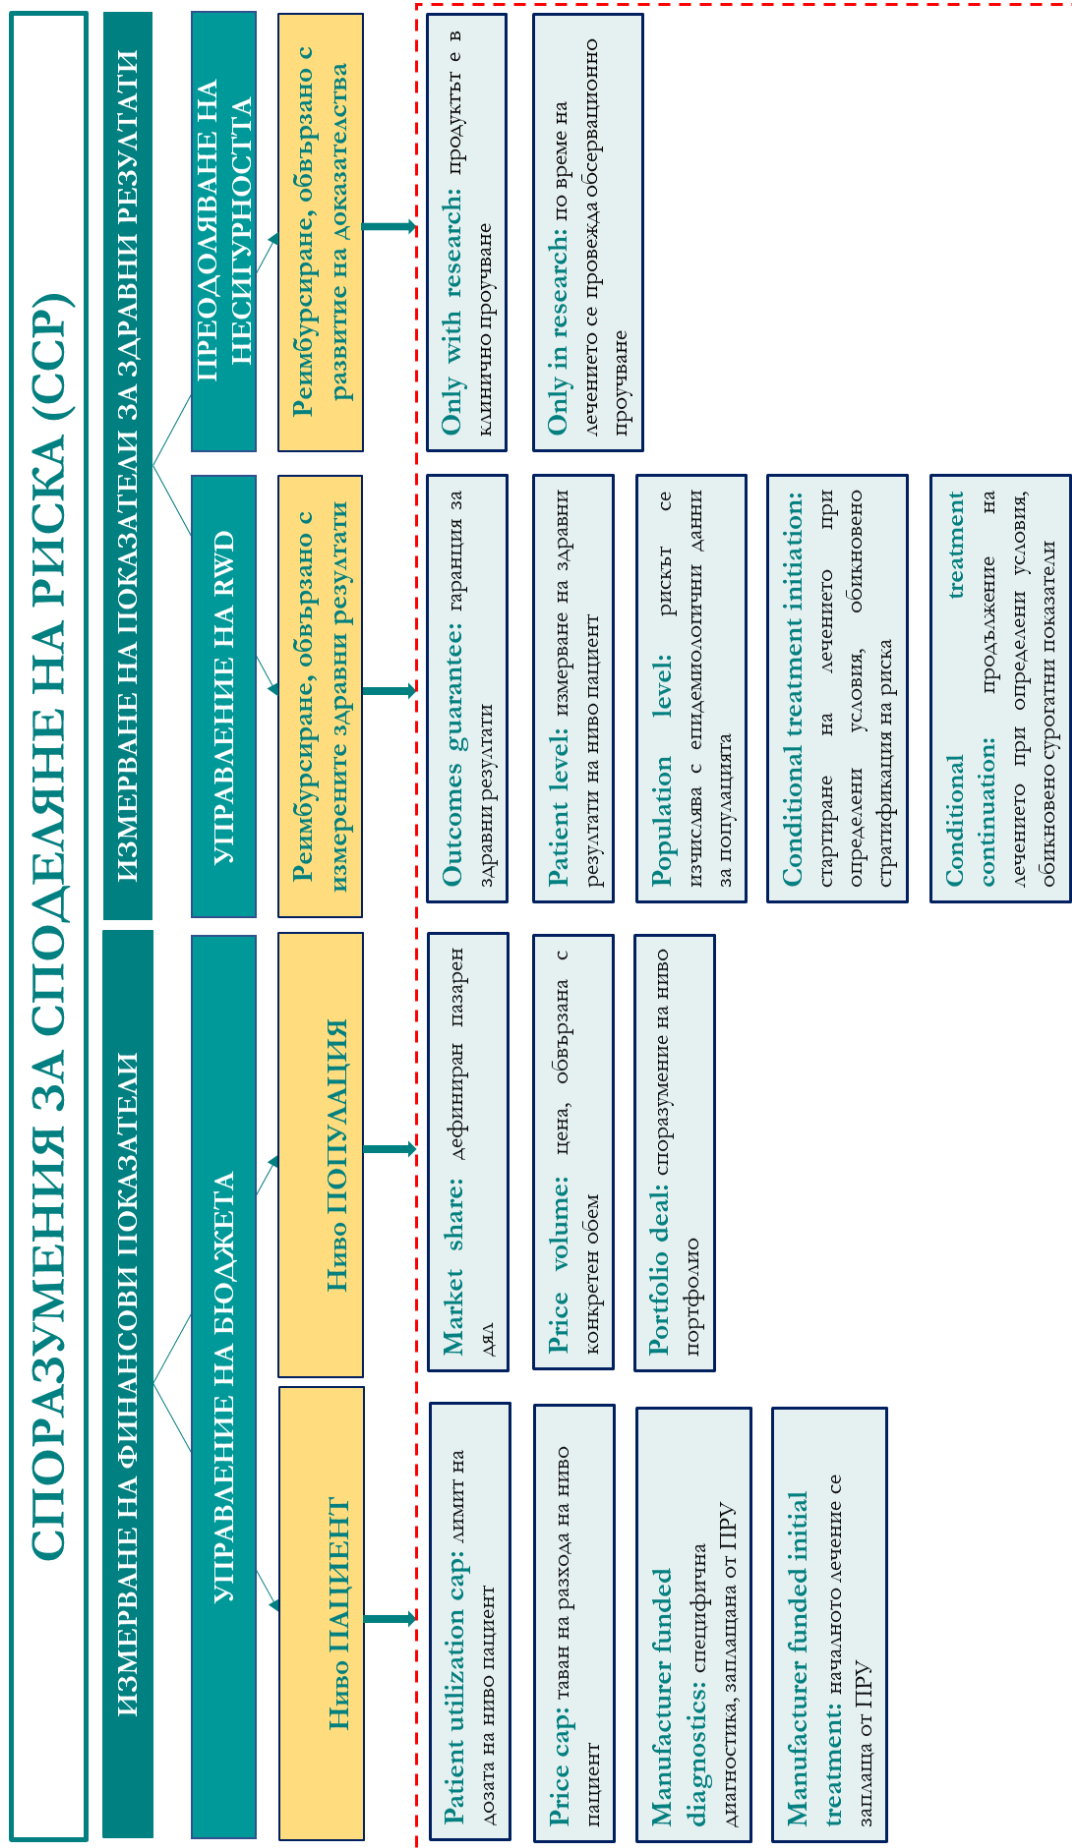 СПОРАЗУМЕНИЯ ЗА СПОДЕЛЯНЕ НА РИСКА (ССР)
ИЗМЕРВАНЕ НА ФИНАНСОВИ ПОКАЗАТЕЛИ
ИЗМЕРВАНЕ НА ПОКАЗАТЕЛИ ЗА ЗДРАВНИ РЕЗУЛТАТИ
УПРАВЛЕНИЕ НА БЮДЖЕТА
УПРАВЛЕНИЕ НА RWD
ПРЕОДОЛЯВАНЕ НА
НЕСИГУРНОСТТА
Ниво ПАЦИЕНТ
Ниво ПОПУЛАЦИЯ
Реимбурсиране, обвързано с
измерените здравни резултати
Реимбурсиране, обвързано с
развитие на доказателства
Patient utilization cap: лимит на
дозата на ниво пациент
Price cap: таван на разхода на ниво
пациент
Manufacturer funded
diagnostics: специфична
диагностика, заплащана от ПРУ
Manufacturer funded initial
treatment: началното лечение се
заплаща от ПРУ
Market share: дефиниран пазарен
дял
Price volume: цена, обвързана с
конкретен обем
Portfolio deal: споразумение на ниво
портфолио
Outcomes guarantee: гаранция за
здравни резултати
Patient level: измерване на здравни
резултати на ниво пациент
Population level: рискът се
изчислява с епидемиологични данни
за популацията
Conditional treatment initiation:
стартиране на лечението при
определени условия, обикновено
стратификация на риска
Conditional treatment
continuation: продължение на
лечението при определени условия,
обикновено сурогатни показатели
Only with research: продуктът е в
клинично проучване
Only in research: по време на
лечението се провежда обсервационно
проучване